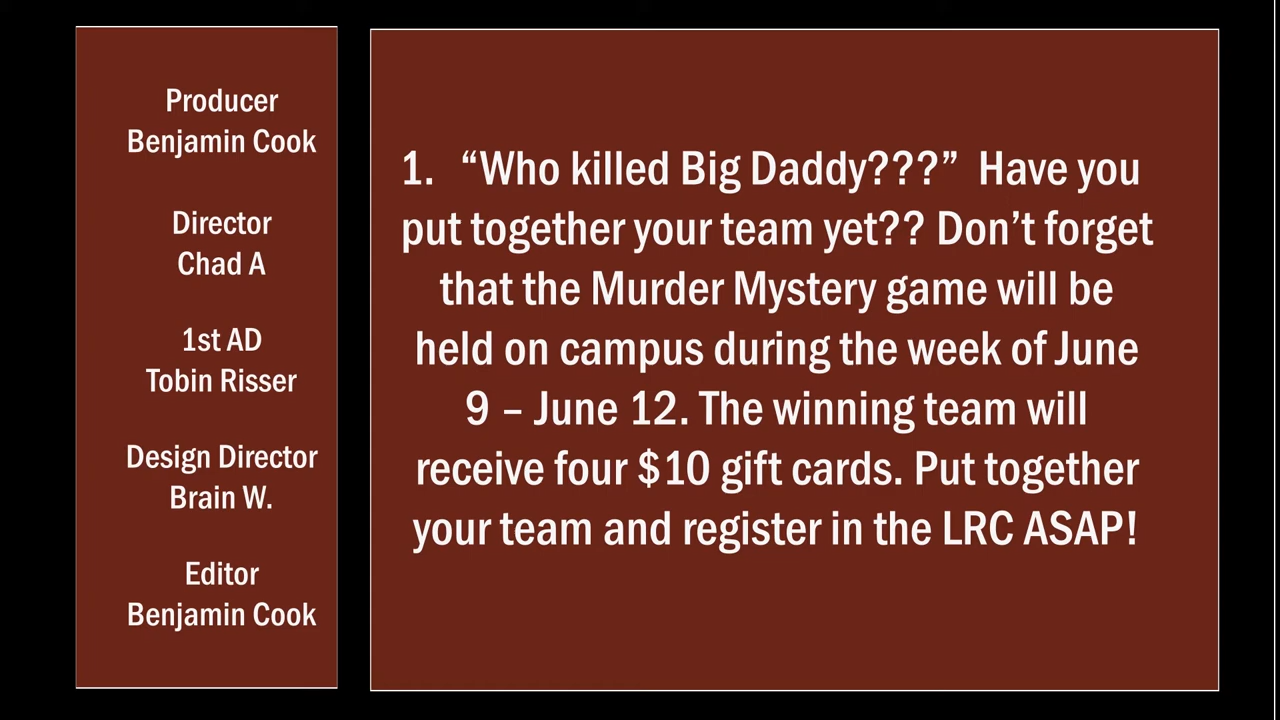 Producer
Benjamin Cook
Director
Chad A
1st AD
Tobin Risser
Design Director
Brain W.
Editor
Benjamin Cook
1. “Who killed Big Daddy???” Have you
put together your team yet?? Don’t forget
that the Murder Mystery game will be
held on campus during the week of June
9 – June 12. The winning team will
receive four $10 gift cards. Put together
your team and register in the LRC ASAP!